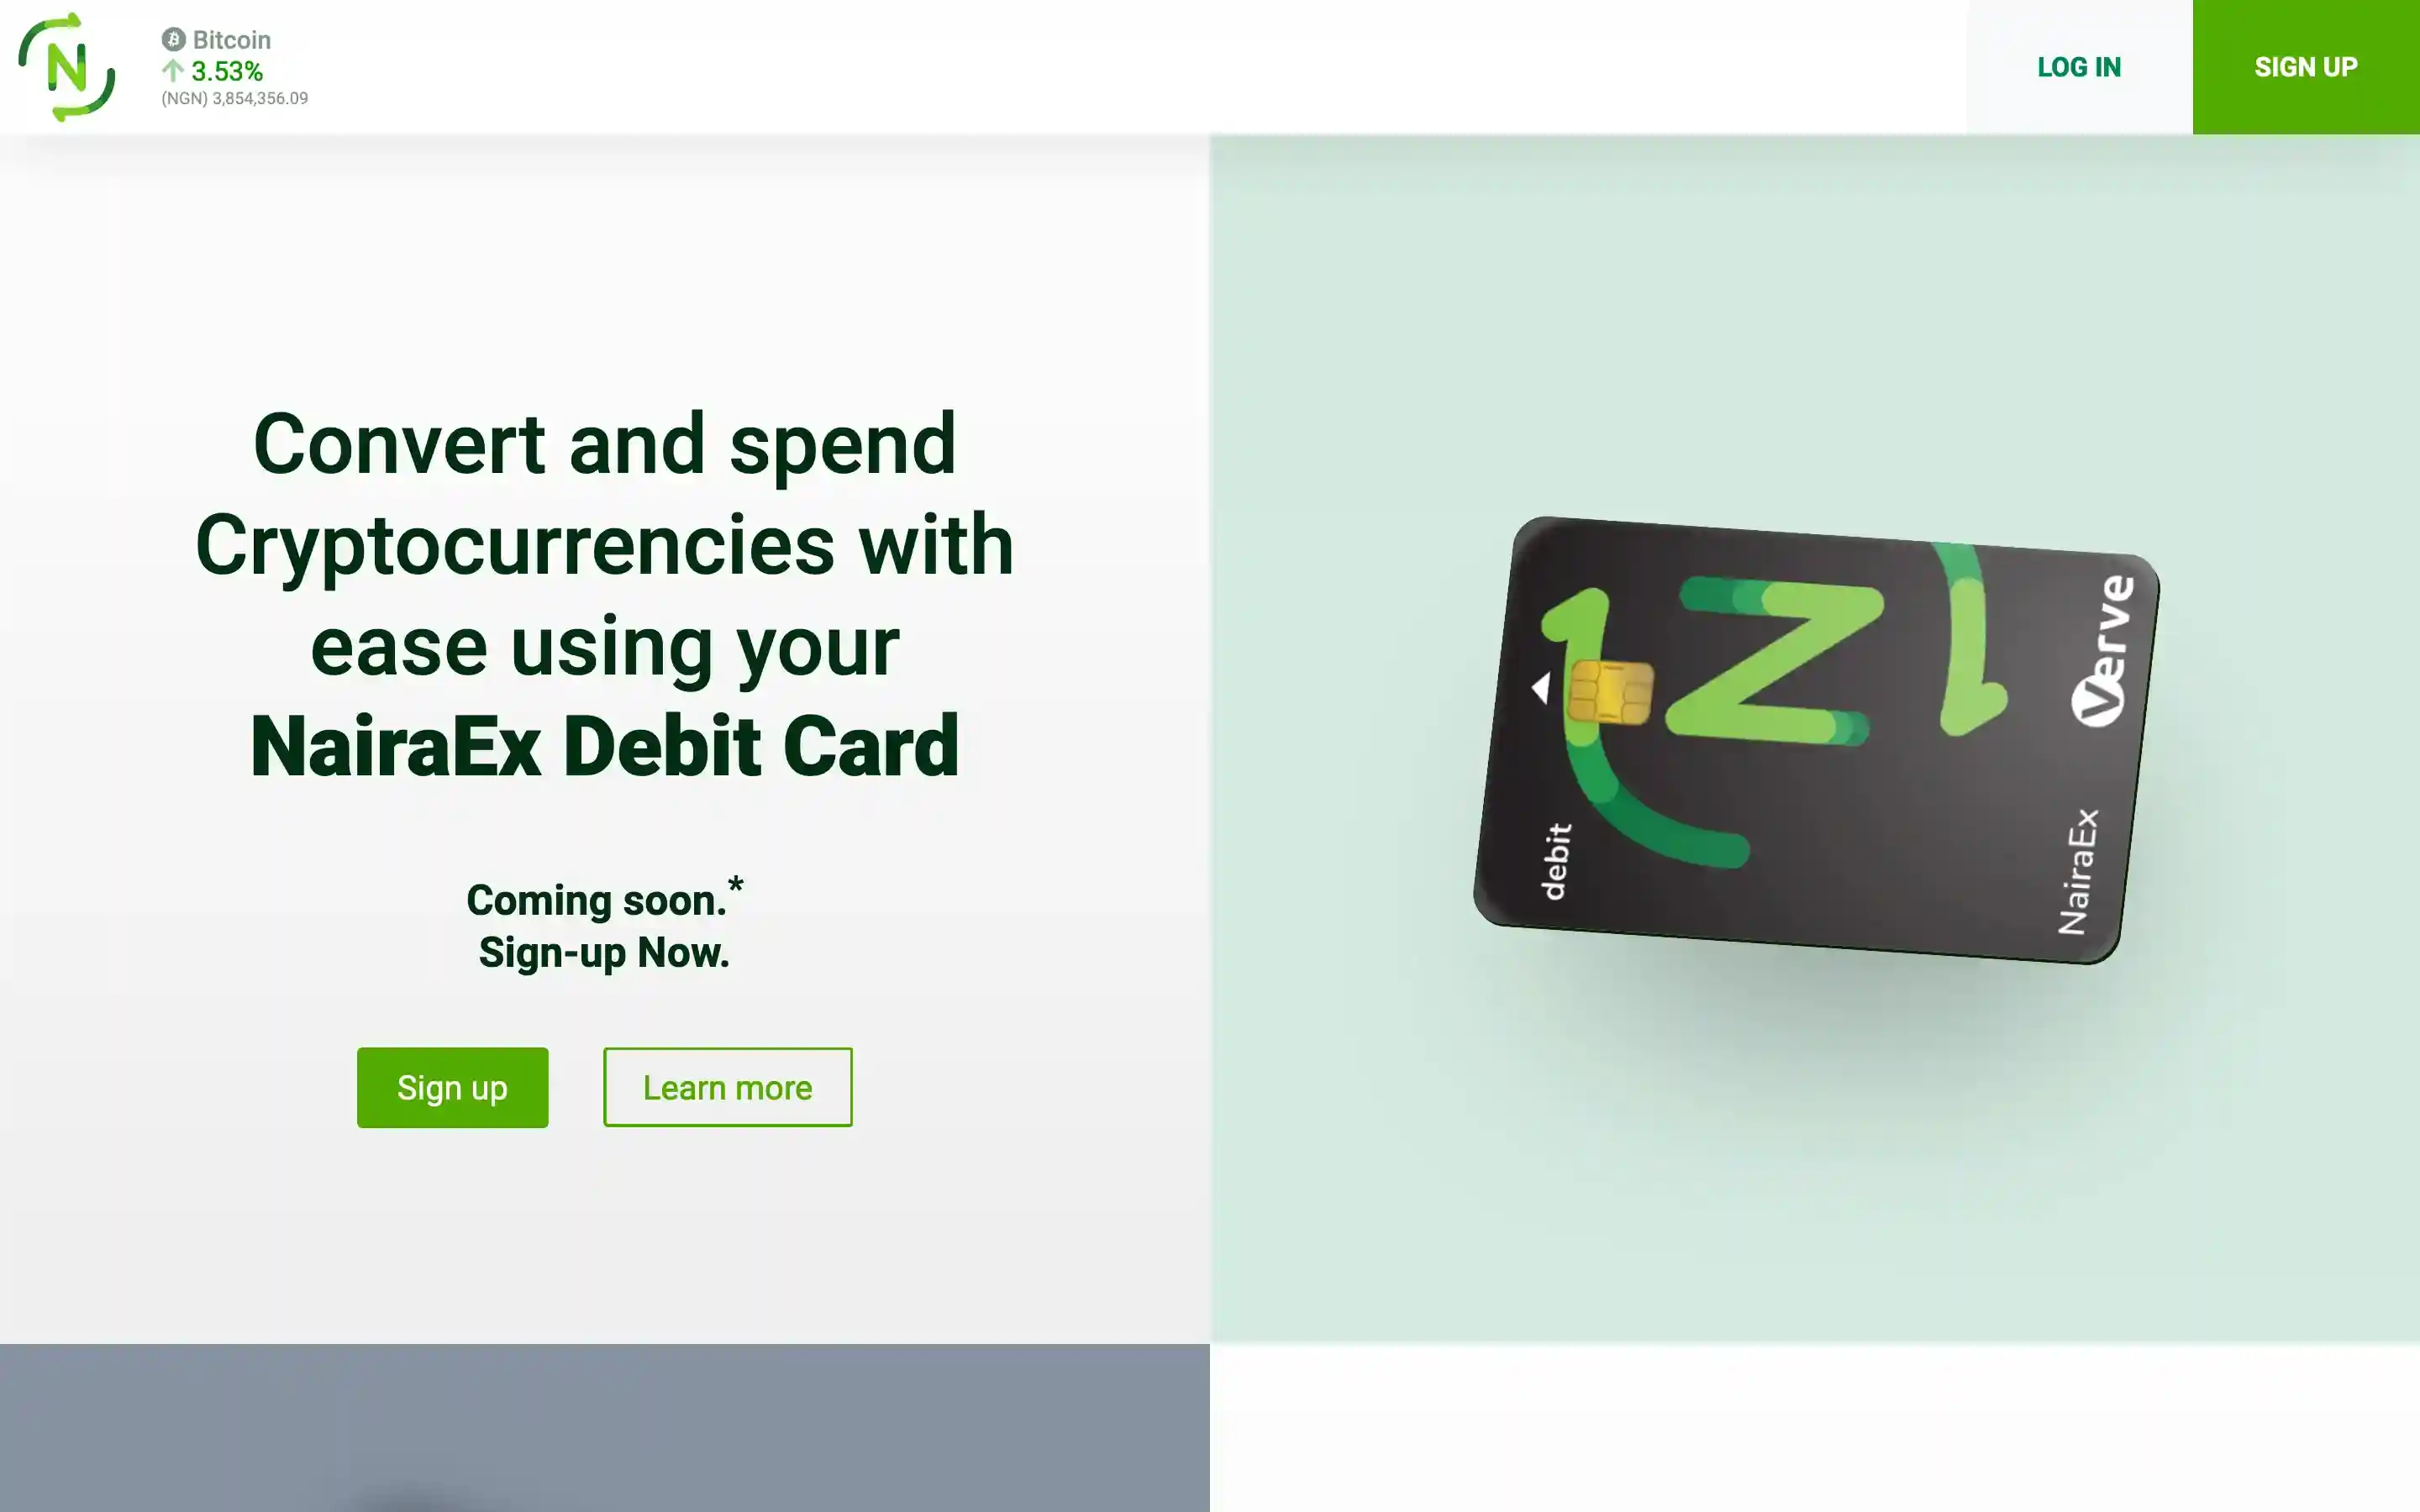 N
Bitcoin
3.53%
(NGN) 3,854,356.09
LOG IN
SIGN UP
Convert and spend
Cryptocurrencies with
ease using your
NairaEx Debit Card
Coming soon.*
Sign-up Now.
Sign up
Learn more
debit
N
Verve
NairaEx